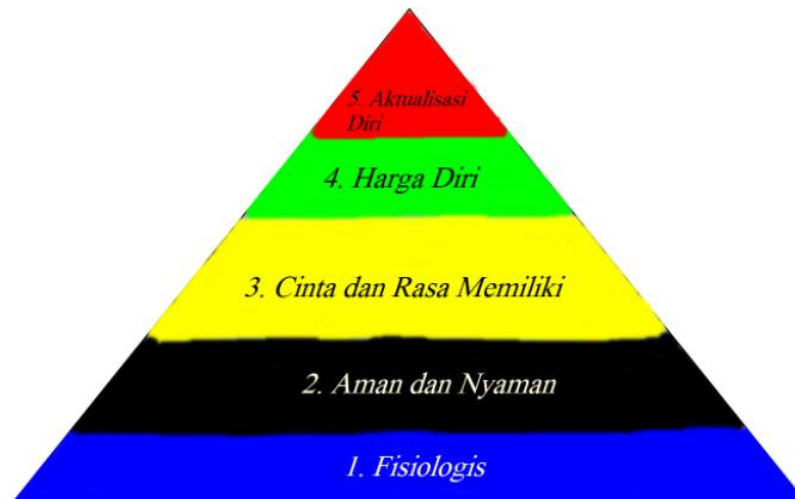 5. Aktualisasi
Diri
4. Harga Diri
3. Cinta dan Rasa Memiliki
2. Aman dan Nyaman
1. Fisiologis